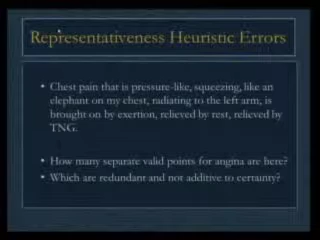 Representativeness Heuristic Errors
• Chest pain that is pressure-like, squeezing, like an
elephant on my chest, radiating to the left arm, is
brought on by exertion, relieved by rest, relieved by
TNG.
• How many separate valid points for angina are here?
• Which are redundant and not additive to certainty?